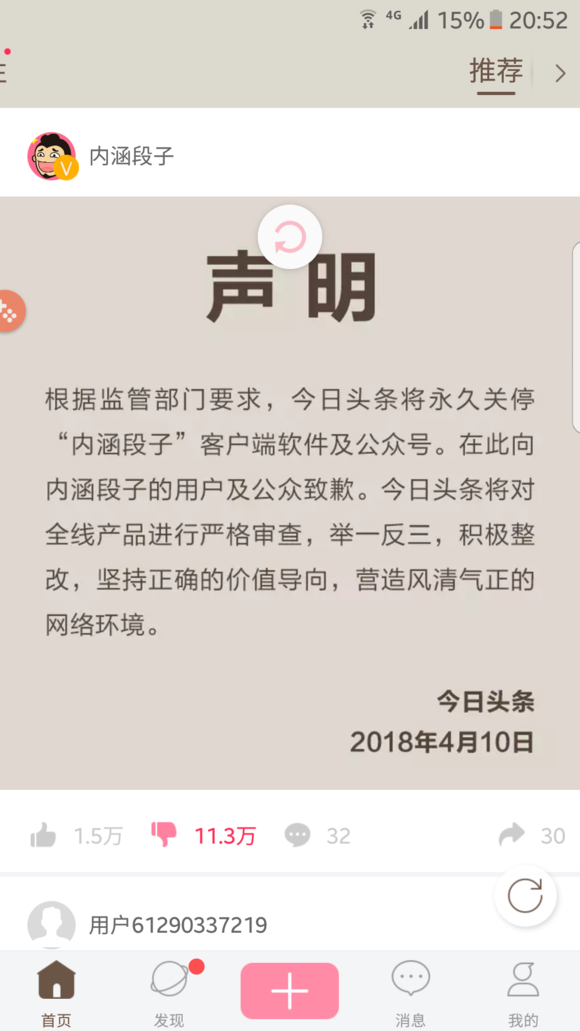 4G 15% 20:52
推荐
内涵段子
声明
根据监管部门要求，今日头条将永久关停
“内涵段子”客户端软件及公众号。在此向
内涵段子的用户及公众致歉。今日头条将对
全线产品进行严格审查，举一反三，积极整
改，坚持正确的价值导向，营造风清气正的
网络环境。
今日头条
2018年4月10日
1.5万 11.3万 32 30
用户61290337219
首页 发现 消息 我的